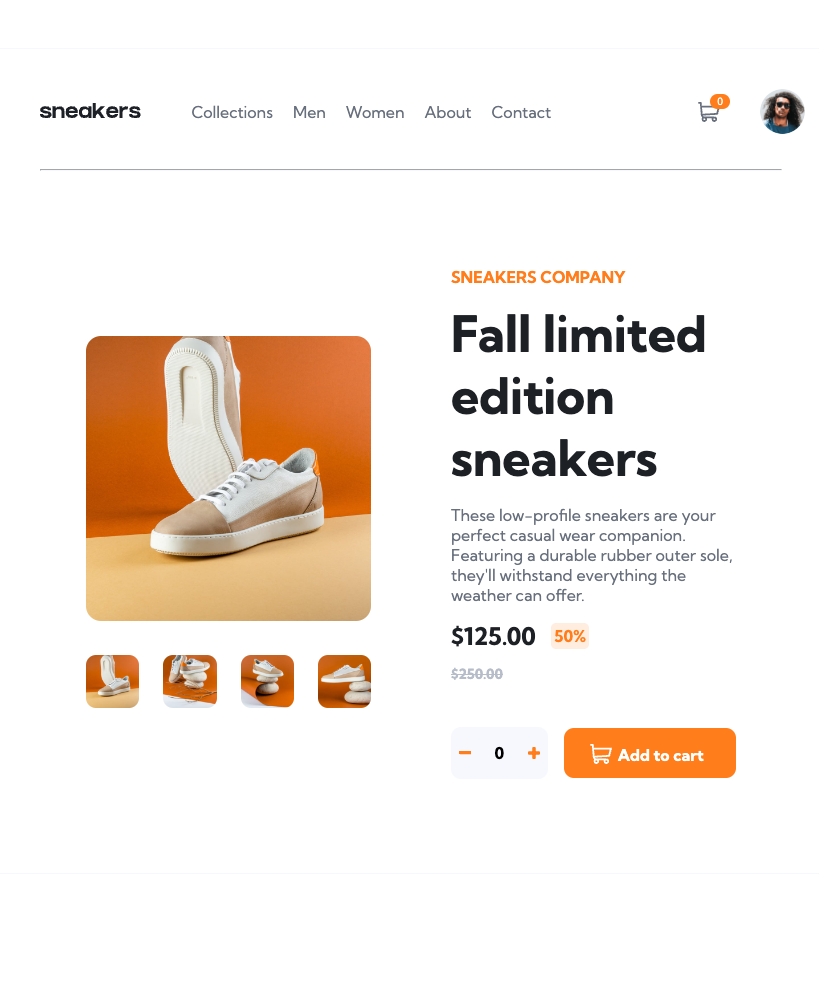 sneakers
Collections Men Women About Contact
0
SNEAKERS COMPANY
Fall limited
edition
sneakers
These low-profile sneakers are your
perfect casual wear companion.
Featuring a durable rubber outer sole,
they'll withstand everything the
weather can offer.
$125.00 50%
$250.00
0
Add to cart